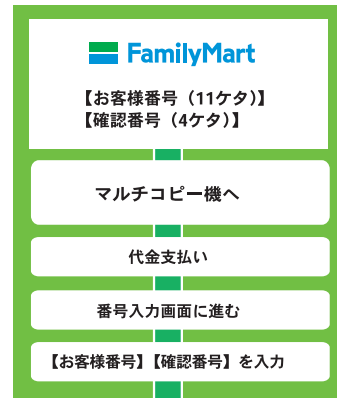 FamilyMart
【お客様番号（11ケタ）】
【確認番号（4ケタ）】
マルチコピー機へ
代金支払い
番号入力画面に進む
【お客様番号】【確認番号】を入力